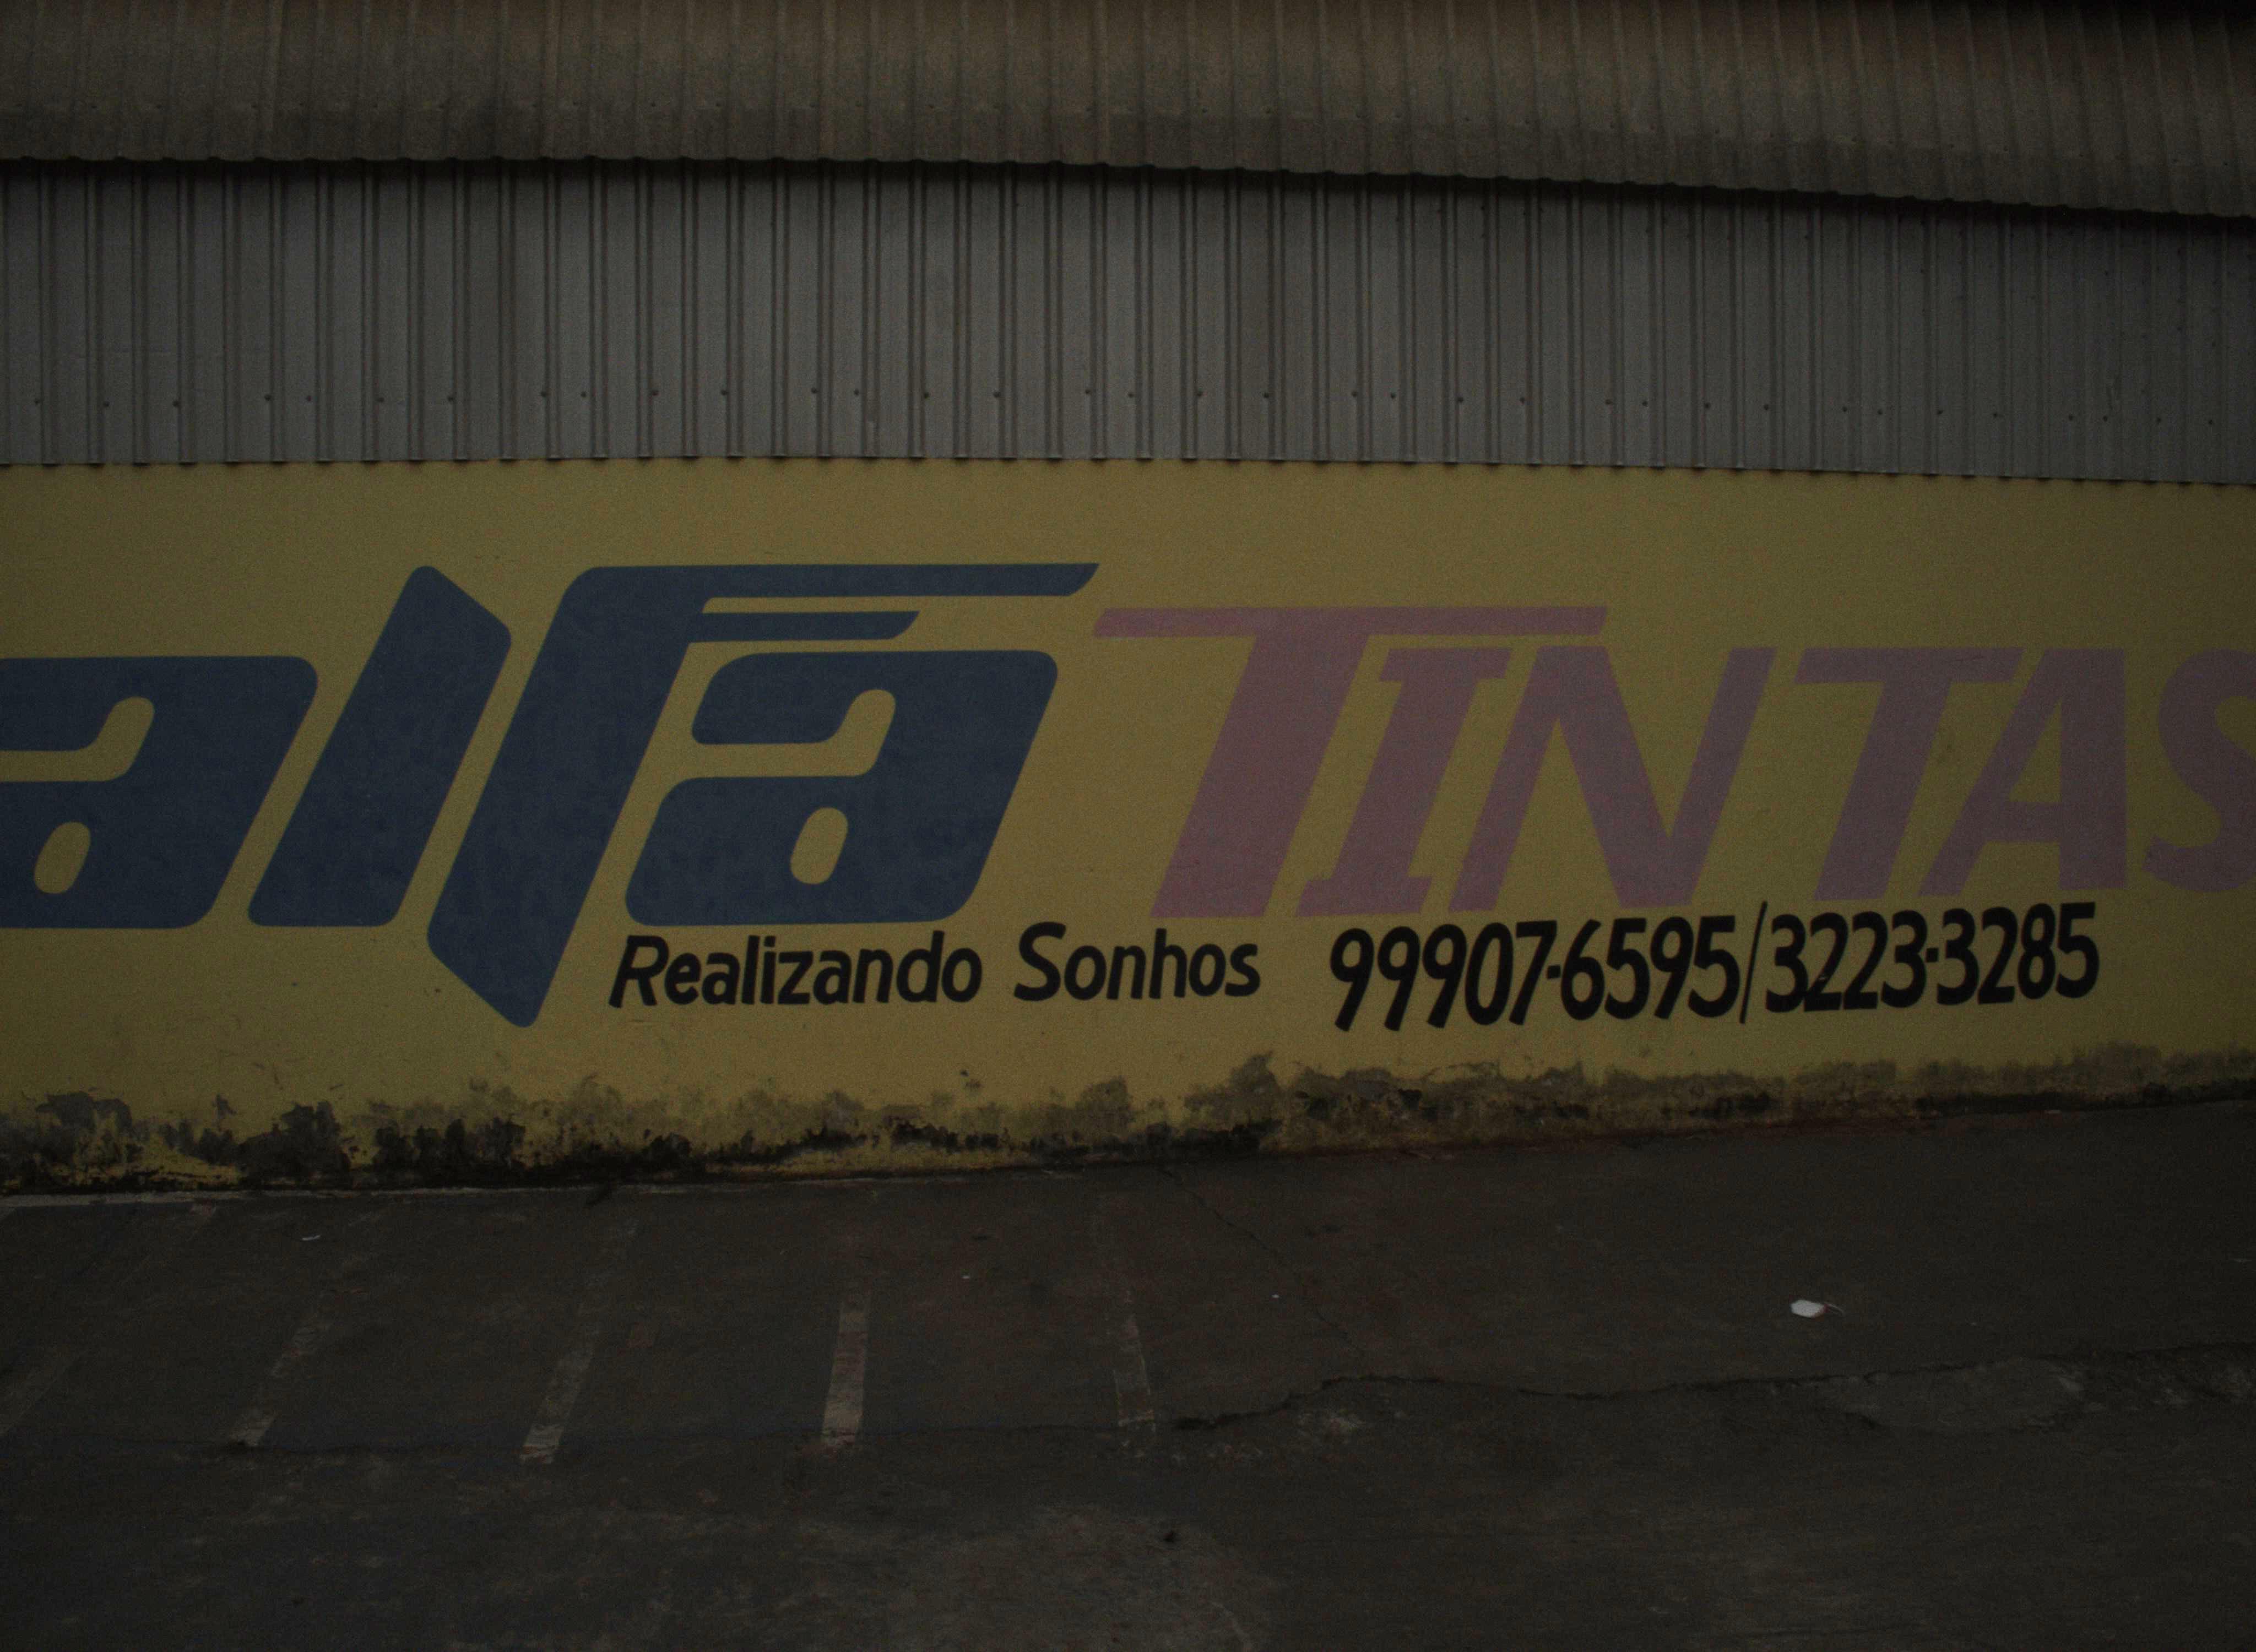 alfa TINTAS
Realizando Sonhos 99907-6595/3223-3285